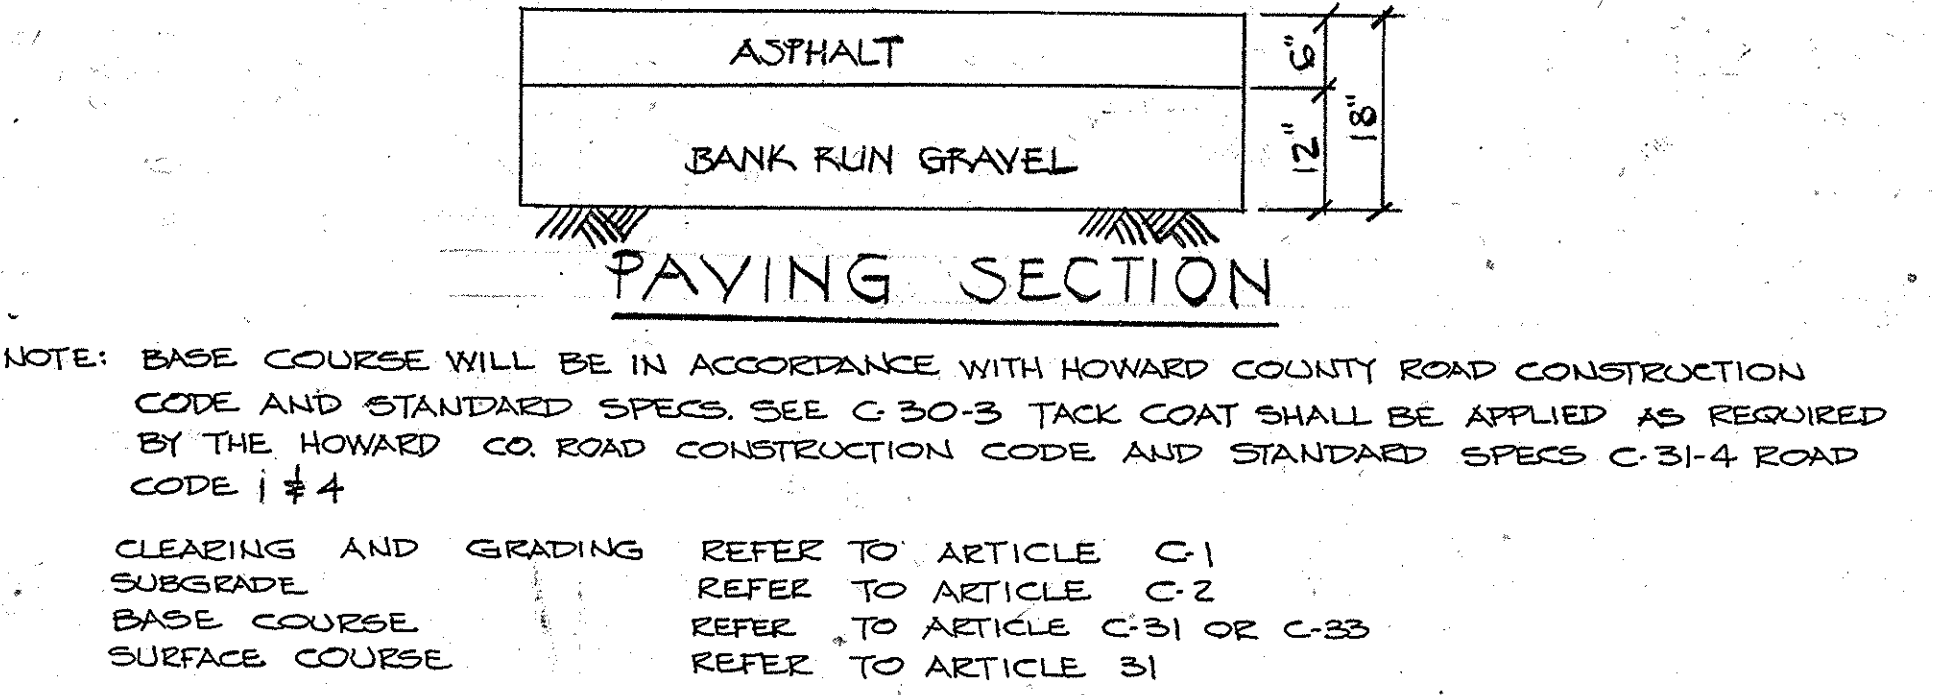 ASPHALT
6"
BANK RUN GRAVEL
12"
18"
PAVING SECTION
NOTE: BASE COURSE WILL BE IN ACCORDANCE WITH HOWARD COUNTY ROAD CONSTRUCTION
CODE AND STANDARD SPECS. SEE C-30-3 TACK COAT SHALL BE APPLIED AS REQUIRED
BY THE HOWARD CO. ROAD CONSTRUCTION CODE AND STANDARD SPECS C-31-4 ROAD
CODE 1 & 4
CLEARING AND GRADING REFER TO ARTICLE C-1
SUBGRADE REFER TO ARTICLE C-2
BASE COURSE REFER TO ARTICLE C-31 OR C-33
SURFACE COURSE REFER TO ARTICLE 31